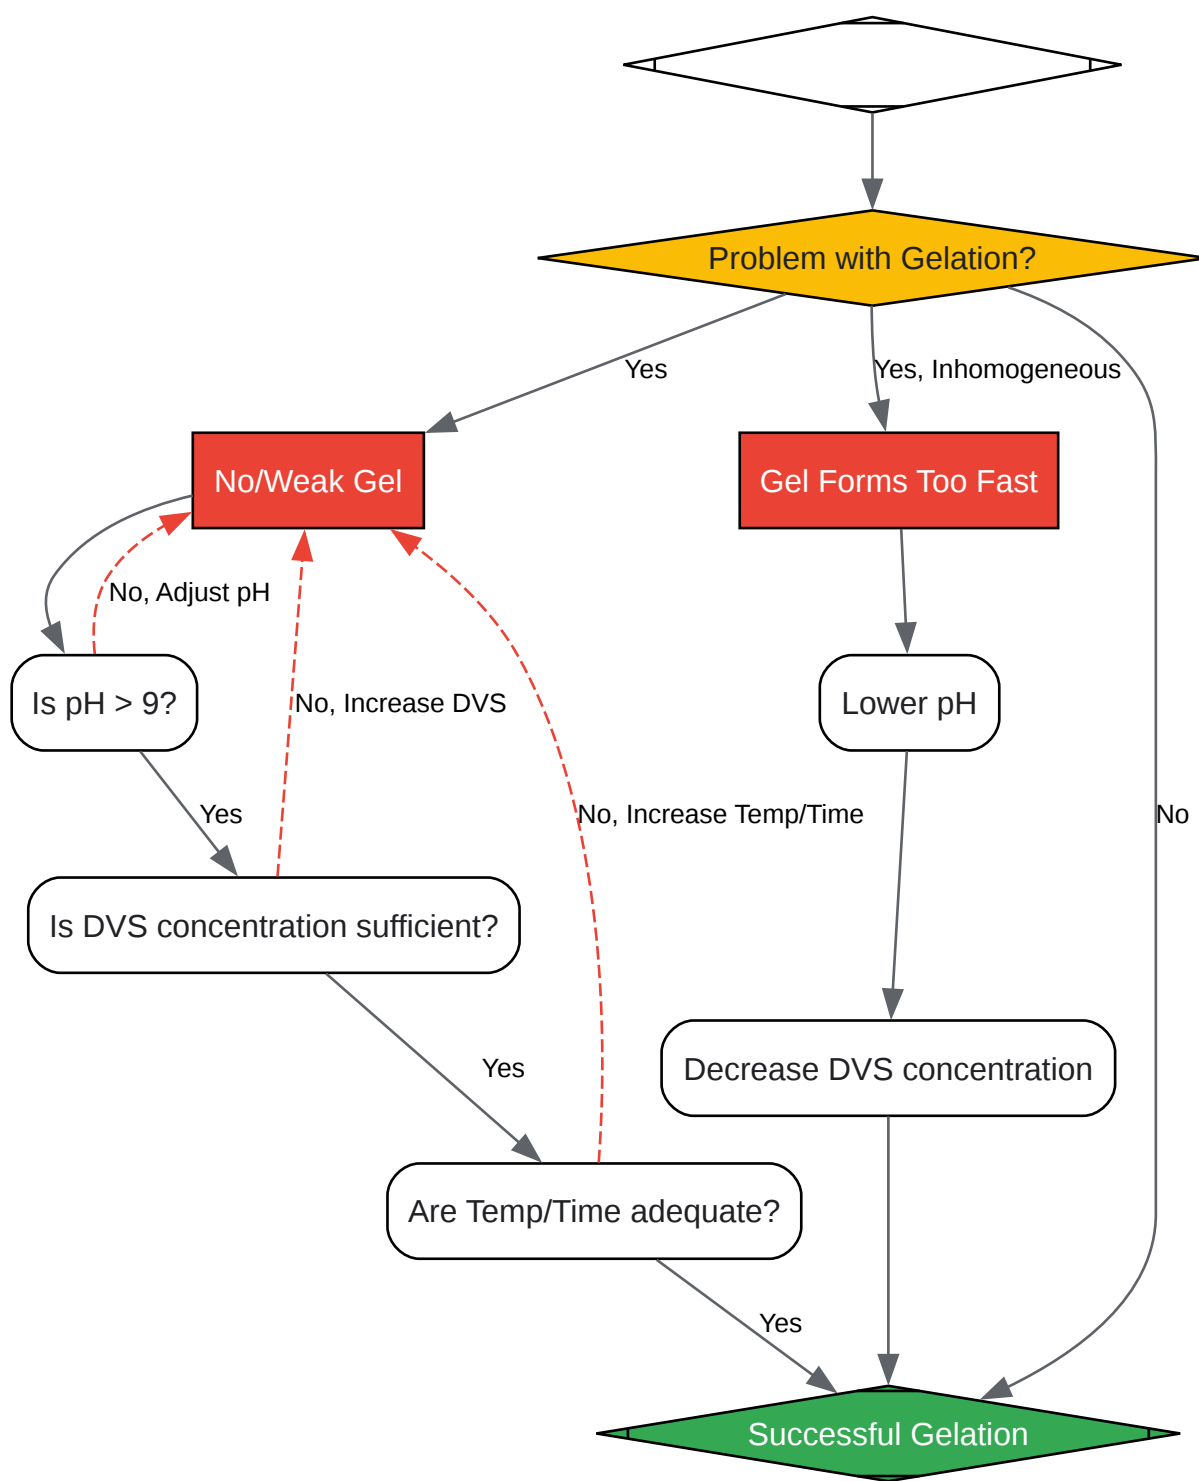 Problem with Gelation?
Yes
Yes, Inhomogeneous
No/Weak Gel
Gel Forms Too Fast
No, Adjust pH
Is pH > 9?
No, Increase DVS
Lower pH
Yes
No, Increase Temp/Time
No
Is DVS concentration sufficient?
Yes
Decrease DVS concentration
Are Temp/Time adequate?
Yes
Successful Gelation